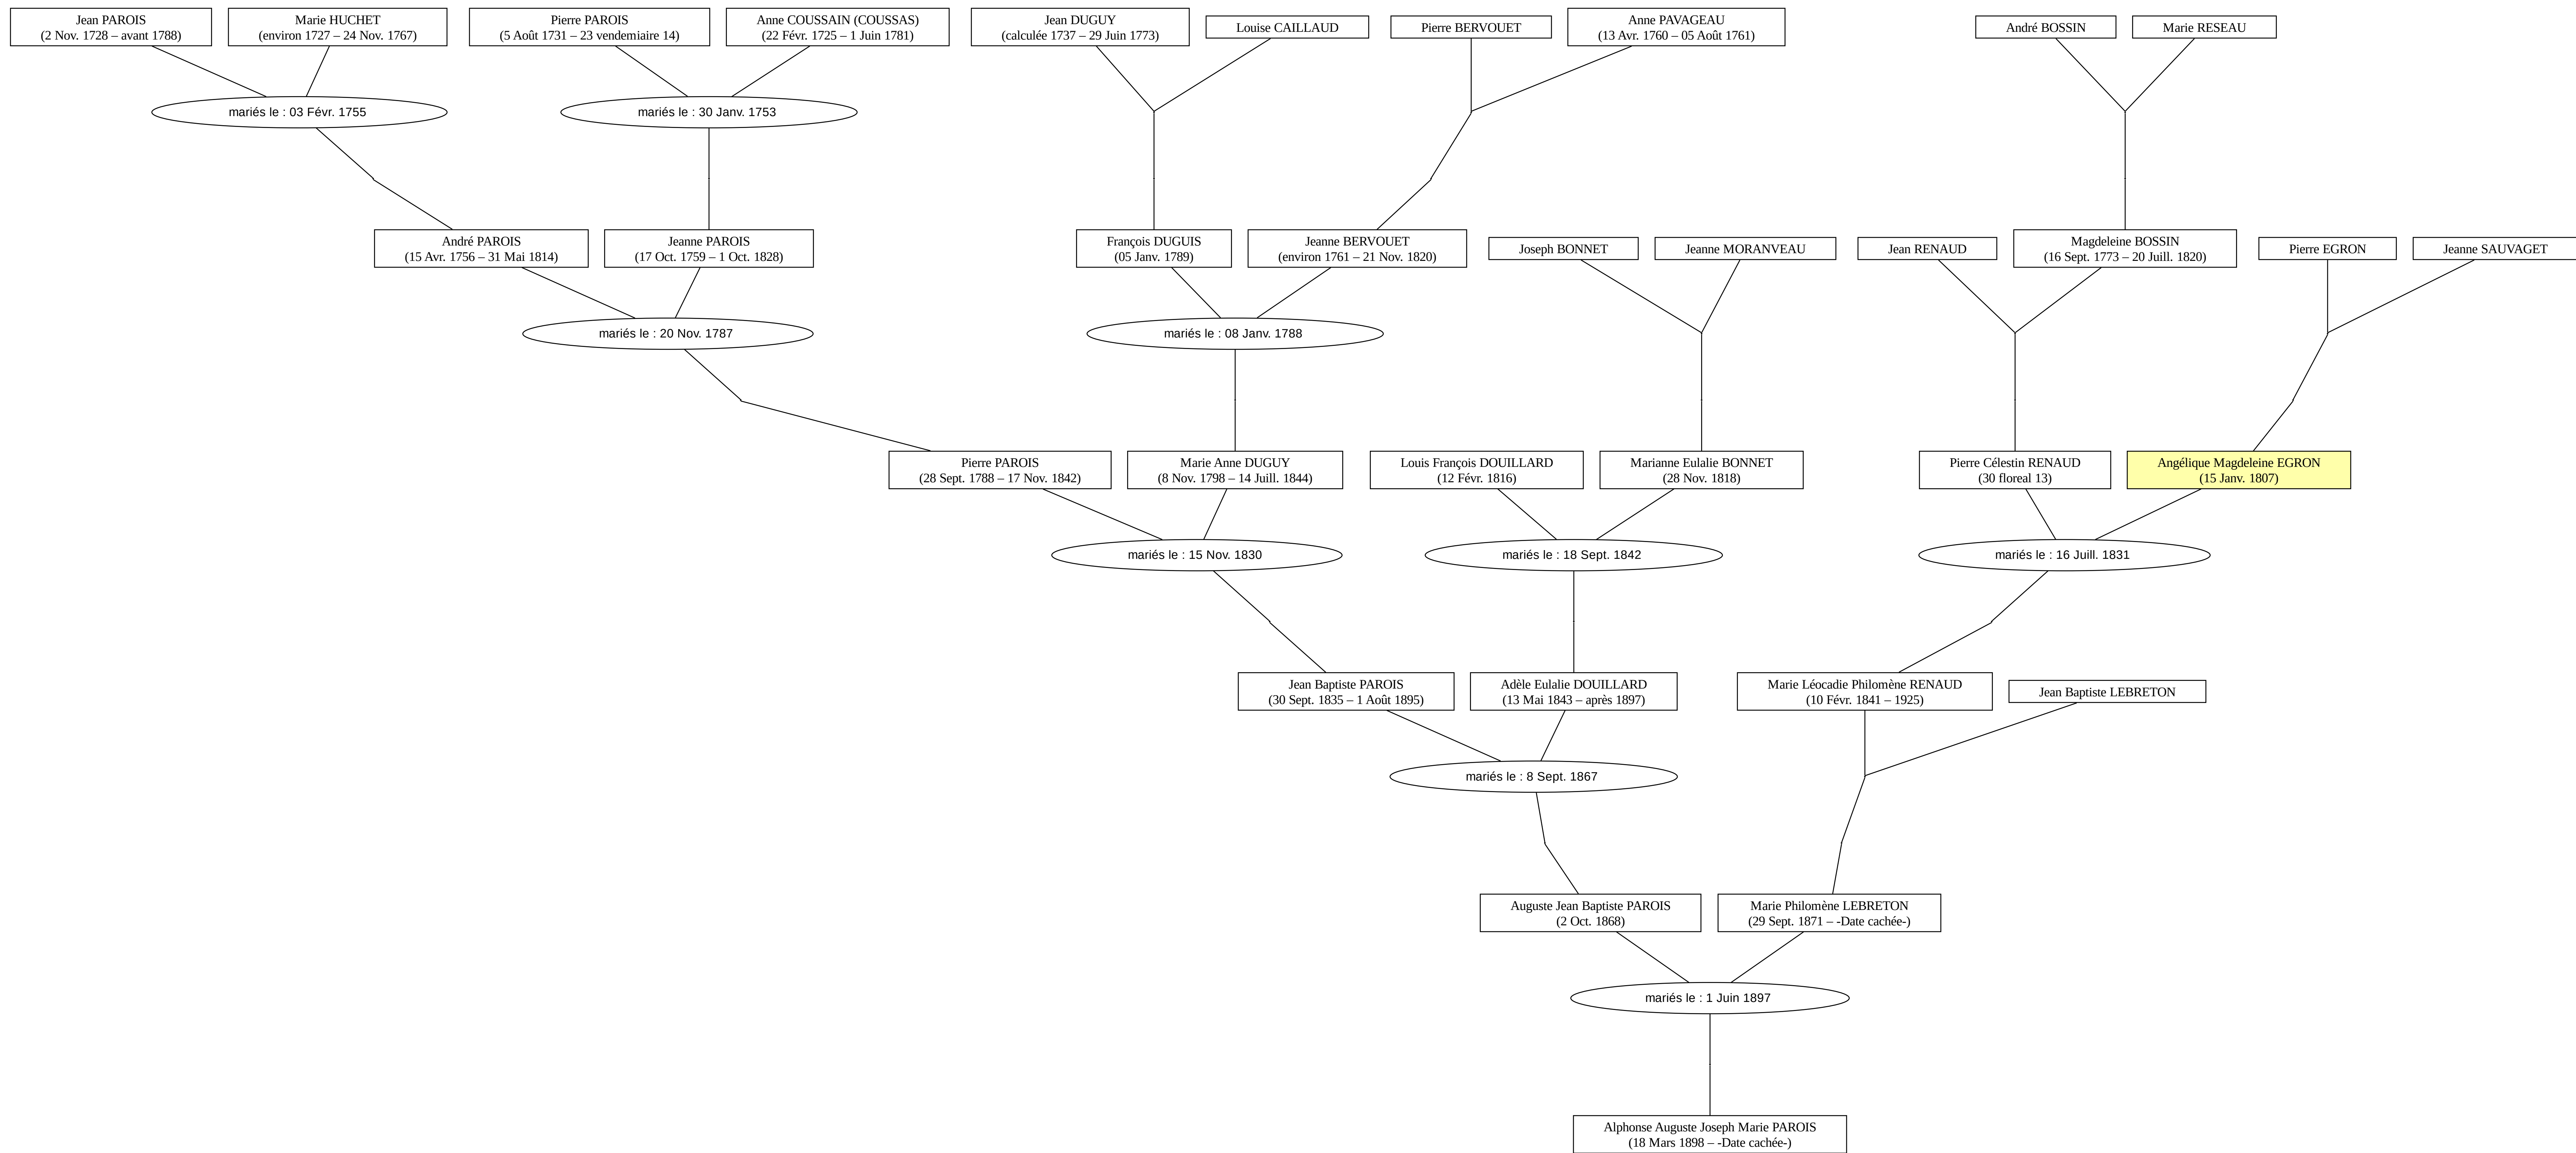 Jean PAROIS
(2 Nov. 1728 – avant 1788)
Marie HUCHET
(environ 1727 – 24 Nov. 1767)
Pierre PAROIS
(5 Août 1731 – 23 vendemiaire 14)
Anne COUSSAIN (COUSSAS)
(22 Févr. 1725 – 1 Juin 1781)
Jean DUGUY
(calculée 1737 – 29 Juin 1773)
Louise CAILLAUD
Pierre BERVOUET
Anne PAVAGEAU
(13 Avr. 1760 – 05 Août 1761)
André BOSSIN
Marie RESEAU
mariés le : 03 Févr. 1755
mariés le : 30 Janv. 1753
André PAROIS
(15 Avr. 1756 – 31 Mai 1814)
Jeanne PAROIS
(17 Oct. 1759 – 1 Oct. 1828)
François DUGUIS
(05 Janv. 1789)
Jeanne BERVOUET
(environ 1761 – 21 Nov. 1820)
Joseph BONNET
Jeanne MORANVEAU
Jean RENAUD
Magdeleine BOSSIN
(16 Sept. 1773 – 20 Juill. 1820)
Pierre EGRON
Jeanne SAUVAGET
mariés le : 20 Nov. 1787
mariés le : 08 Janv. 1788
Pierre PAROIS
(28 Sept. 1788 – 17 Nov. 1842)
Marie Anne DUGUY
(8 Nov. 1798 – 14 Juill. 1844)
Louis François DOUILLARD
(12 Févr. 1816)
Marianne Eulalie BONNET
(28 Nov. 1818)
Pierre Célestin RENAUD
(30 floreal 13)
Angélique Magdeleine EGRON
(15 Janv. 1807)
mariés le : 15 Nov. 1830
mariés le : 18 Sept. 1842
mariés le : 16 Juill. 1831
Jean Baptiste PAROIS
(30 Sept. 1835 – 1 Août 1895)
Adèle Eulalie DOUILLARD
(13 Mai 1843 – après 1897)
Marie Léocadie Philomène RENAUD
(10 Févr. 1841 – 1925)
Jean Baptiste LEBRETON
mariés le : 8 Sept. 1867
Auguste Jean Baptiste PAROIS
(2 Oct. 1868)
Marie Philomène LEBRETON
(29 Sept. 1871 – -Date cachée-)
mariés le : 1 Juin 1897
Alphonse Auguste Joseph Marie PAROIS
(18 Mars 1898 – -Date cachée-)